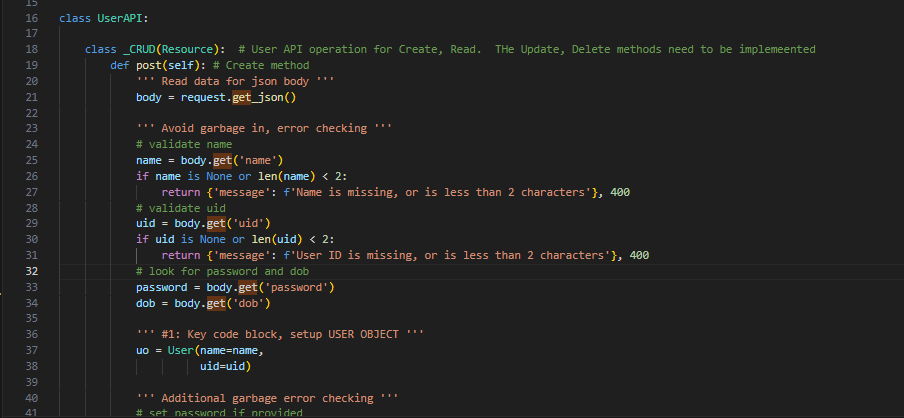 15
16 class UserAPI:
17
18 class _CRUD(Resource): # User API operation for Create, Read. THe Update, Delete methods need to be implemeented
19 def post(self): # Create method
20 ''' Read data for json body '''
21 body = request.get_json()
22
23 ''' Avoid garbage in, error checking '''
24 # validate name
25 name = body.get('name')
26 if name is None or len(name) < 2:
27 return {'message': f'Name is missing, or is less than 2 characters'}, 400
28 # validate uid
29 uid = body.get('uid')
30 if uid is None or len(uid) < 2:
31 return {'message': f'User ID is missing, or is less than 2 characters'}, 400
32 # look for password and dob
33 password = body.get('password')
34 dob = body.get('dob')
35
36 ''' #1: Key code block, setup USER OBJECT '''
37 uo = User(name=name,
38 uid=uid)
39
40 ''' Additional garbage error checking '''
41 # set password if provided